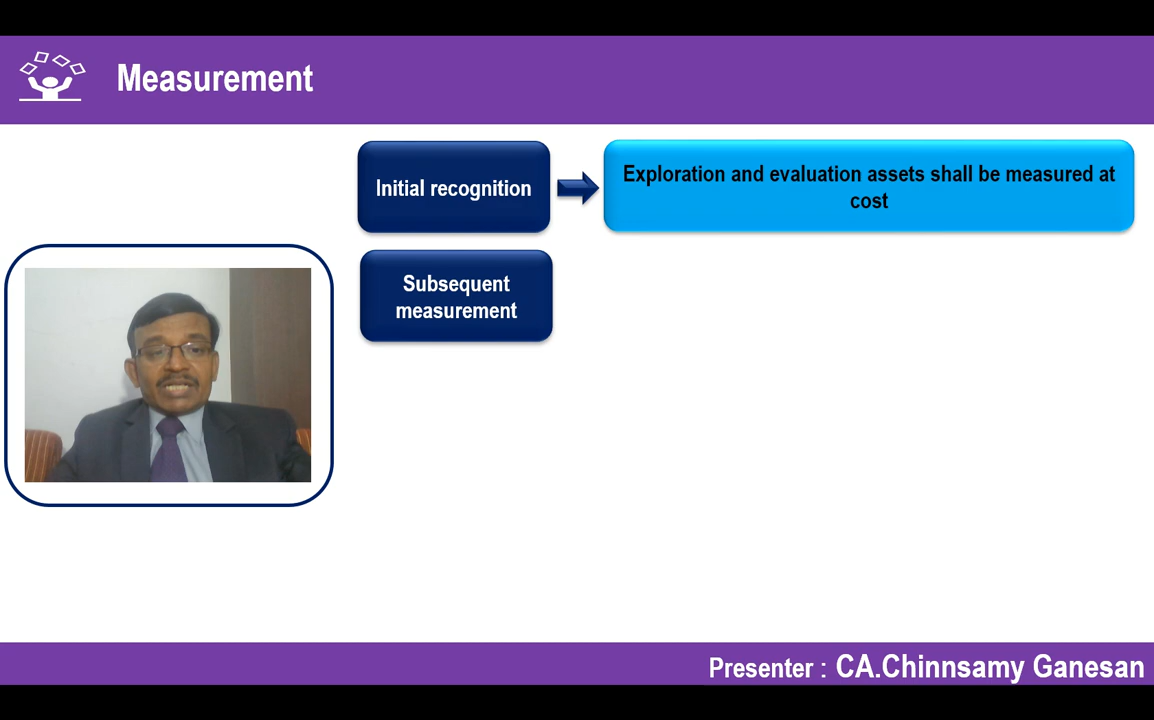 Measurement
Initial recognition
Exploration and evaluation assets shall be measured at
cost
Subsequent
measurement
Presenter : CA.Chinnsamy Ganesan